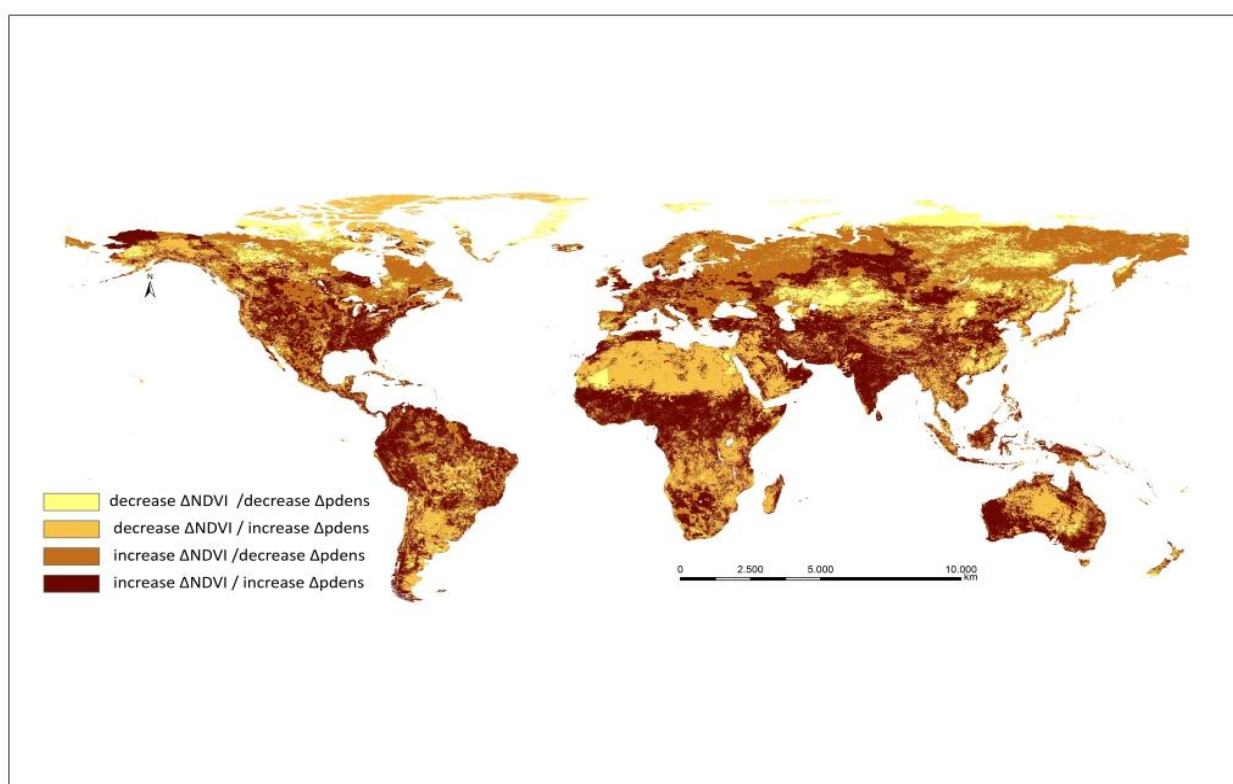 N
decrease ΔNDVI /decrease Δpdens
decrease ΔNDVI / increase Δpdens
increase ΔNDVI /decrease Δpdens
increase ΔNDVI / increase Δpdens
0 2.500 5.000 10.000
km